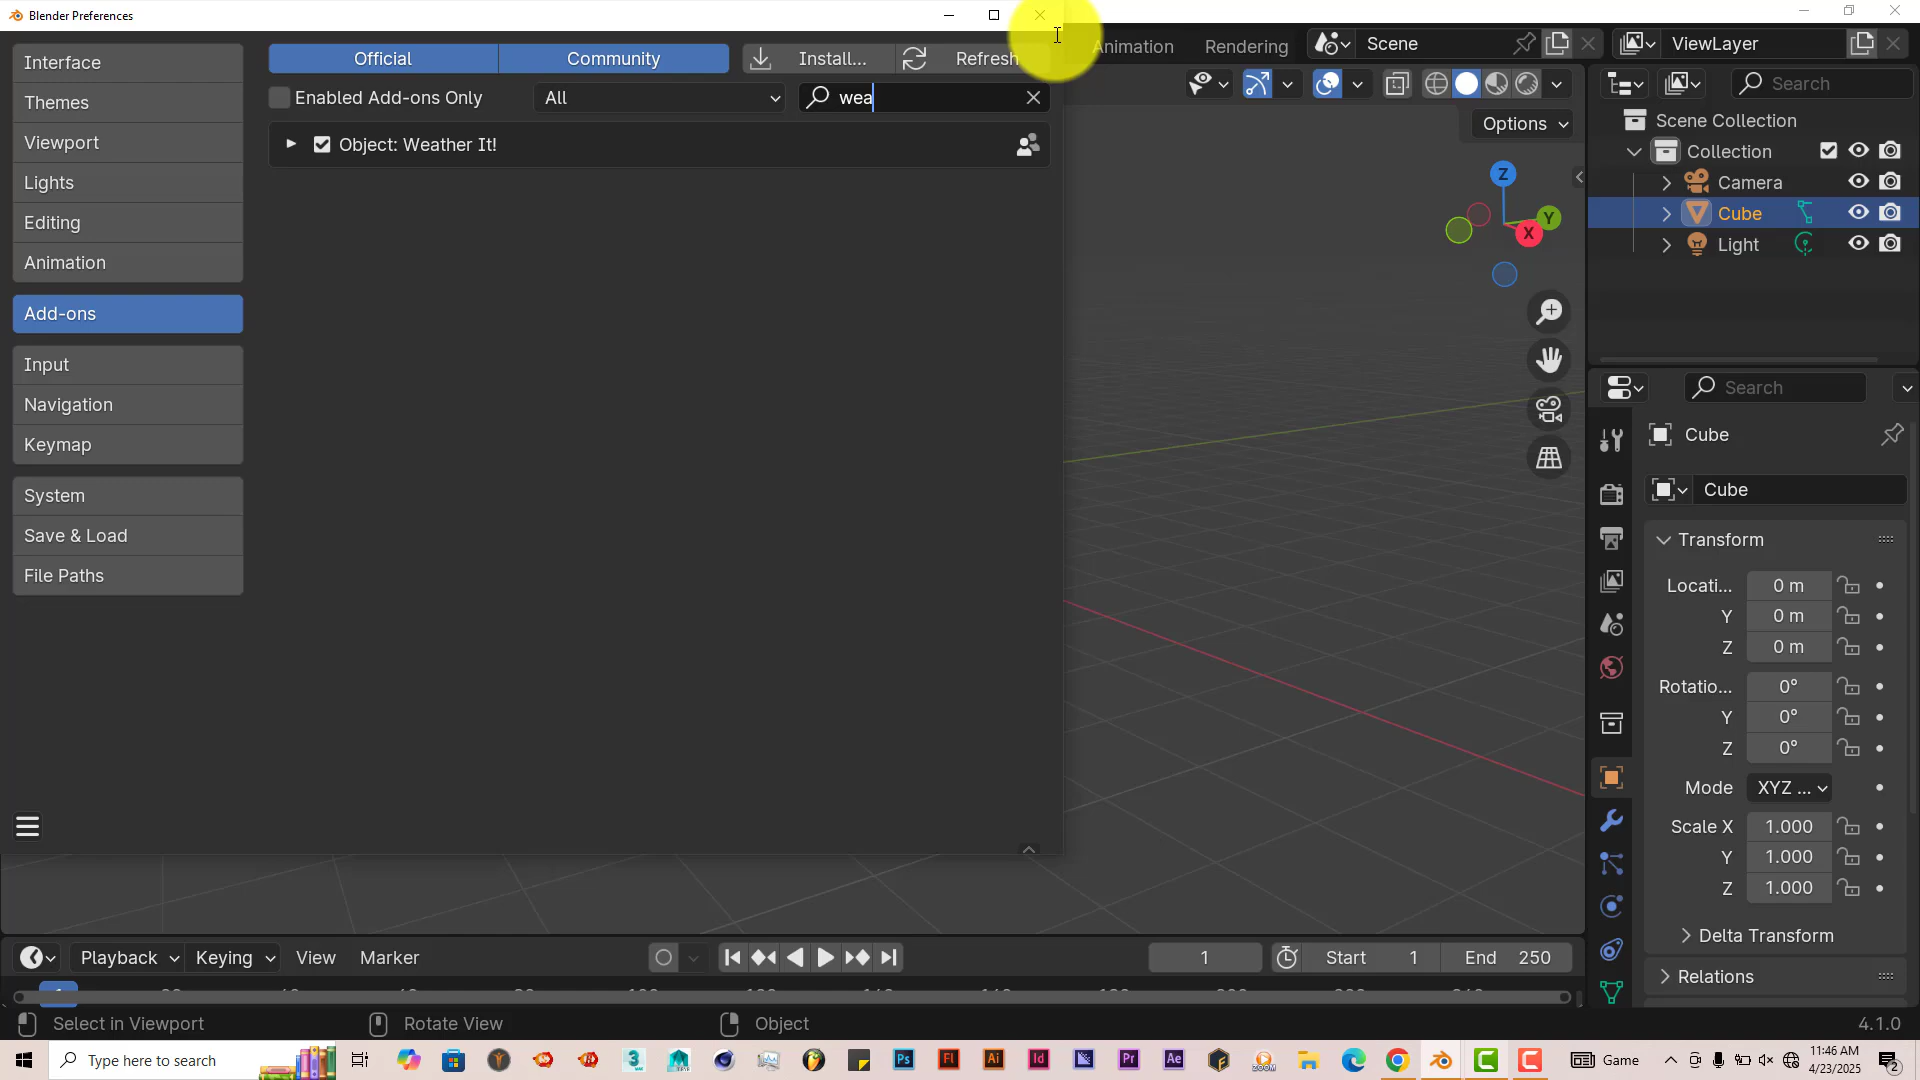 Blender Preferences
Interface
Themes
Viewport
Lights
Editing
Animation
Add-ons
Input
Navigation
Keymap
System
Save & Load
File Paths
Official
Community
Install...
Refresh
Enabled Add-ons Only
All
wea
Object: Weather It!
Animation
Rendering
Scene
ViewLayer
Options
Z
Y
X
Search
Scene Collection
Collection
Camera
Cube
Light
Search
Cube
Cube
Transform
Locati... 0 m
Y 0 m
Z 0 m
Rotatio... 0°
Y 0°
Z 0°
Mode XYZ ...
Scale X 1.000
Y 1.000
Z 1.000
Delta Transform
Relations
Playback
Keying
View
Marker
1
Start 1
End 250
Select in Viewport
Rotate View
Object
4.1.0
Type here to search
Game
11:46 AM
4/23/2025
2